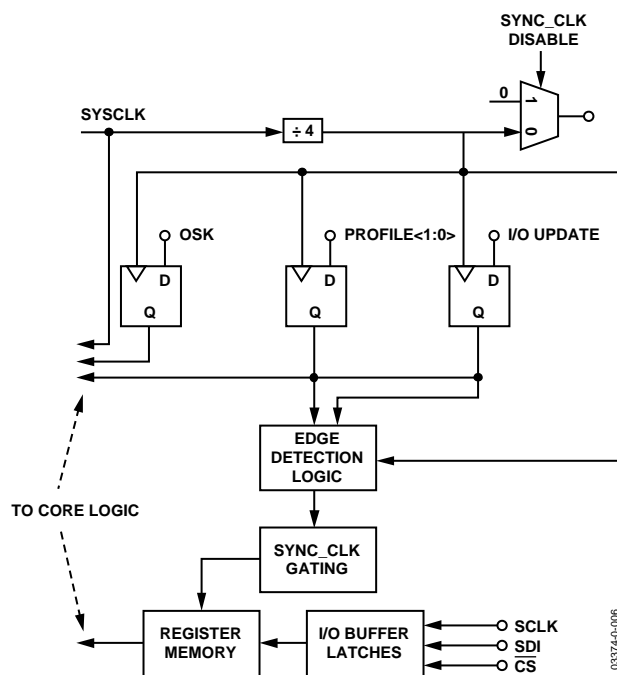 SYNC_CLK
DISABLE
0
1
0
SYSCLK
÷ 4
OSK
PROFILE<1:0>
I/O UPDATE
D
Q
D
Q
D
Q
EDGE
DETECTION
LOGIC
TO CORE LOGIC
SYNC_CLK
GATING
REGISTER
MEMORY
I/O BUFFER
LATCHES
SCLK
SDI
CS
03374-0-006